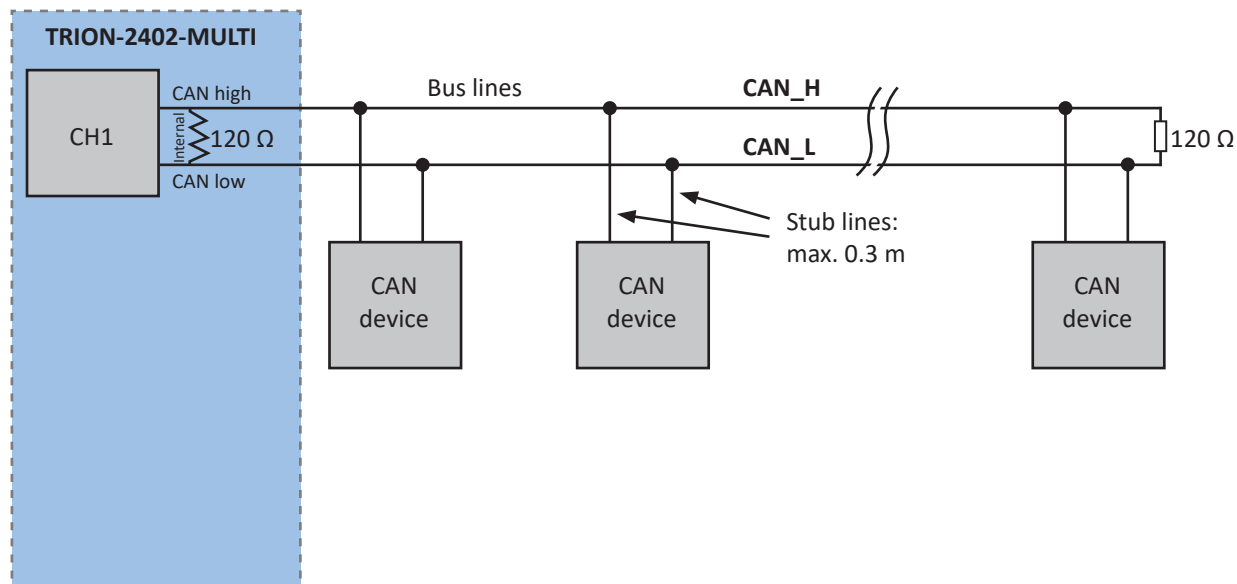 TRION-2402-MULTI
CH1
CAN high
Internal
120 Ω
CAN low
Bus lines
CAN_H
CAN_L
120 Ω
Stub lines:
max. 0.3 m
CAN
device
CAN
device
CAN
device